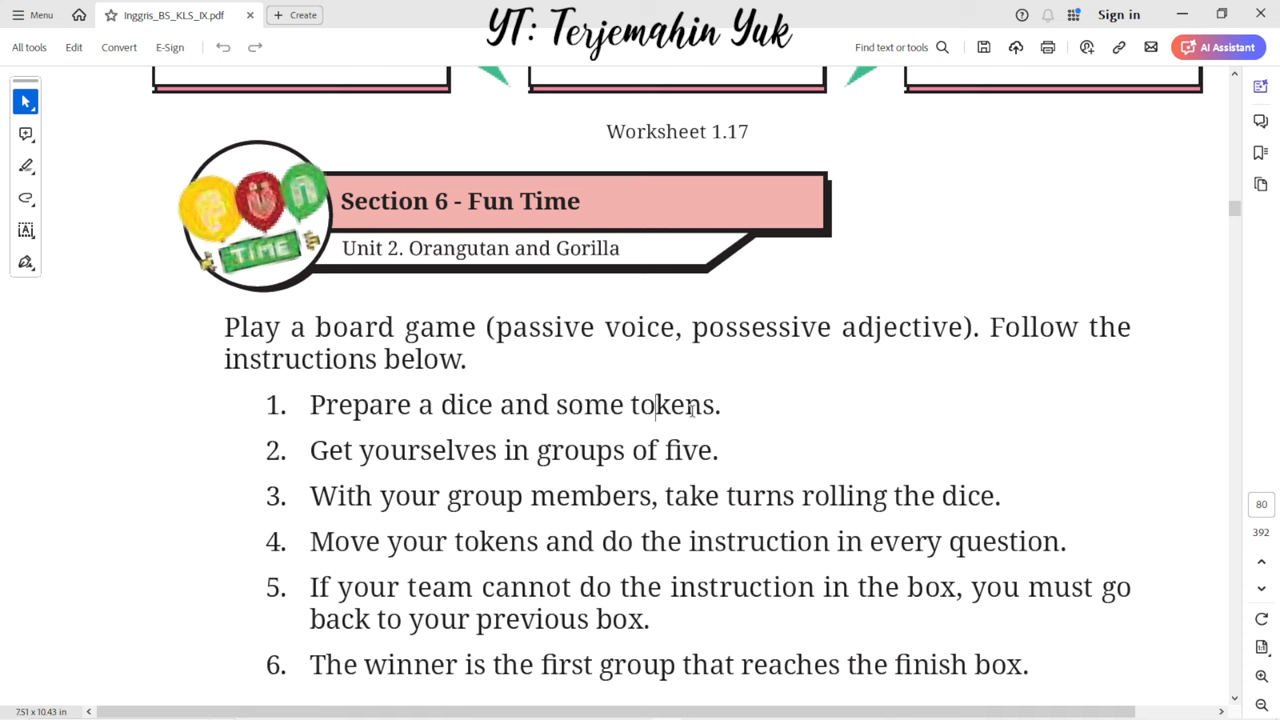 Menu
Inggris_BS_KLS_IX.pdf
Create
YT: Terjemahin Yuk
Sign in
All tools
Edit
Convert
E-Sign
Find text or tools
AI Assistant
Worksheet 1.17
FUN
TIME
Section 6 - Fun Time
Unit 2. Orangutan and Gorilla
Play a board game (passive voice, possessive adjective). Follow the
instructions below.
1. Prepare a dice and some tokens.
2. Get yourselves in groups of five.
3. With your group members, take turns rolling the dice.
4. Move your tokens and do the instruction in every question.
5. If your team cannot do the instruction in the box, you must go
back to your previous box.
6. The winner is the first group that reaches the finish box.
80
392
7.51 x 10.43 in